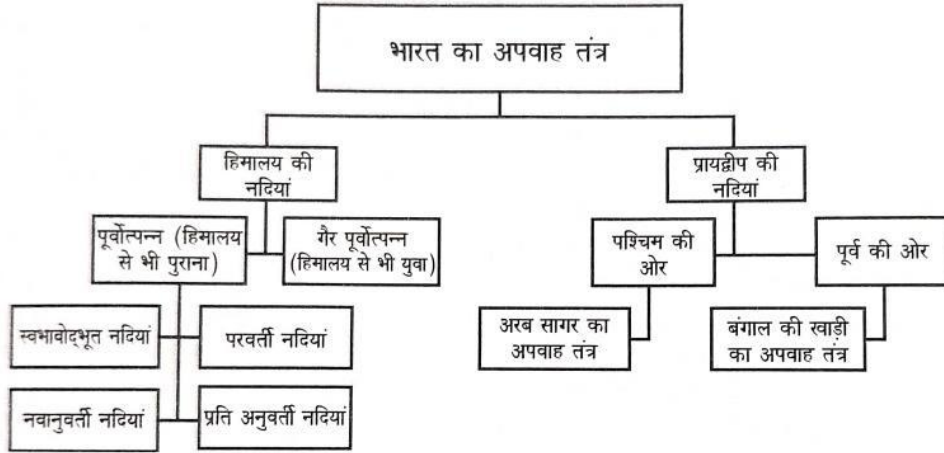 भारत का अपवाह तंत्र
हिमालय की
नदियां
प्रायद्वीप की
नदियां
पूर्वोत्पन्न (हिमालय
से भी पुराना)
गैर पूर्वोत्पन्न
(हिमालय से भी युवा)
पश्चिम की
ओर
पूर्व की ओर
स्वभावोद्भूत नदियां
परवर्ती नदियां
अरब सागर का
अपवाह तंत्र
बंगाल की खाड़ी
का अपवाह तंत्र
नवानुवर्ती नदियां
प्रति अनुवर्ती नदियां